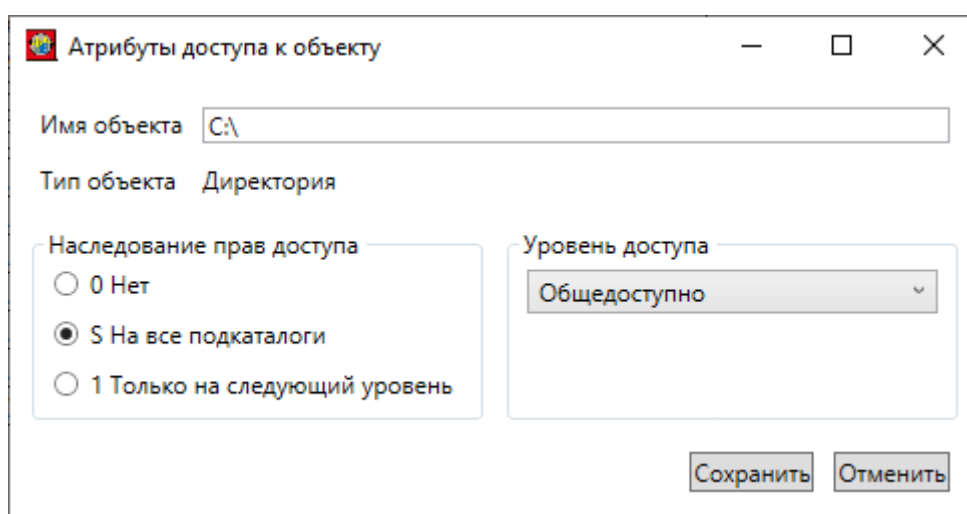 Атрибуты доступа к объекту
Имя объекта C:\
Тип объекта Директория
Наследование прав доступа
0 Нет
S На все подкаталоги
1 Только на следующий уровень
Уровень доступа
Общедоступно
Сохранить Отменить